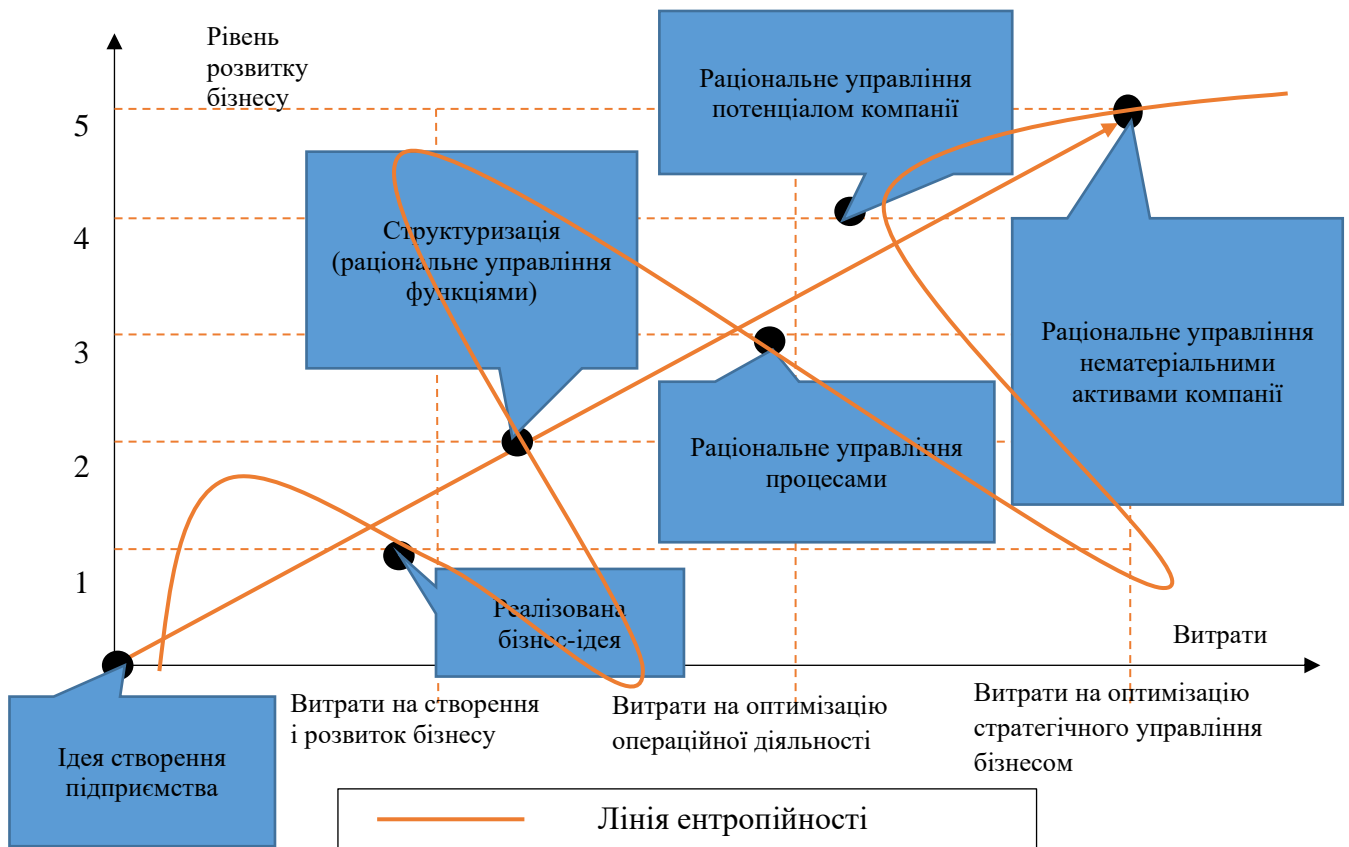 Рівень
розвитку
бізнесу
5
4
3
2
1
Раціональне управління
потенціалом компанії
Структуризація
(раціональне управління
функціями)
Раціональне управління
нематеріальними
активами компанії
Раціональне управління
процесами
Реалізована
бізнес-ідея
Витрати
Ідея створення
підприємства
Витрати на створення
і розвиток бізнесу
Витрати на оптимізацію
операційної діяльності
Витрати на оптимізацію
стратегічного управління
бізнесом
Лінія ентропійності